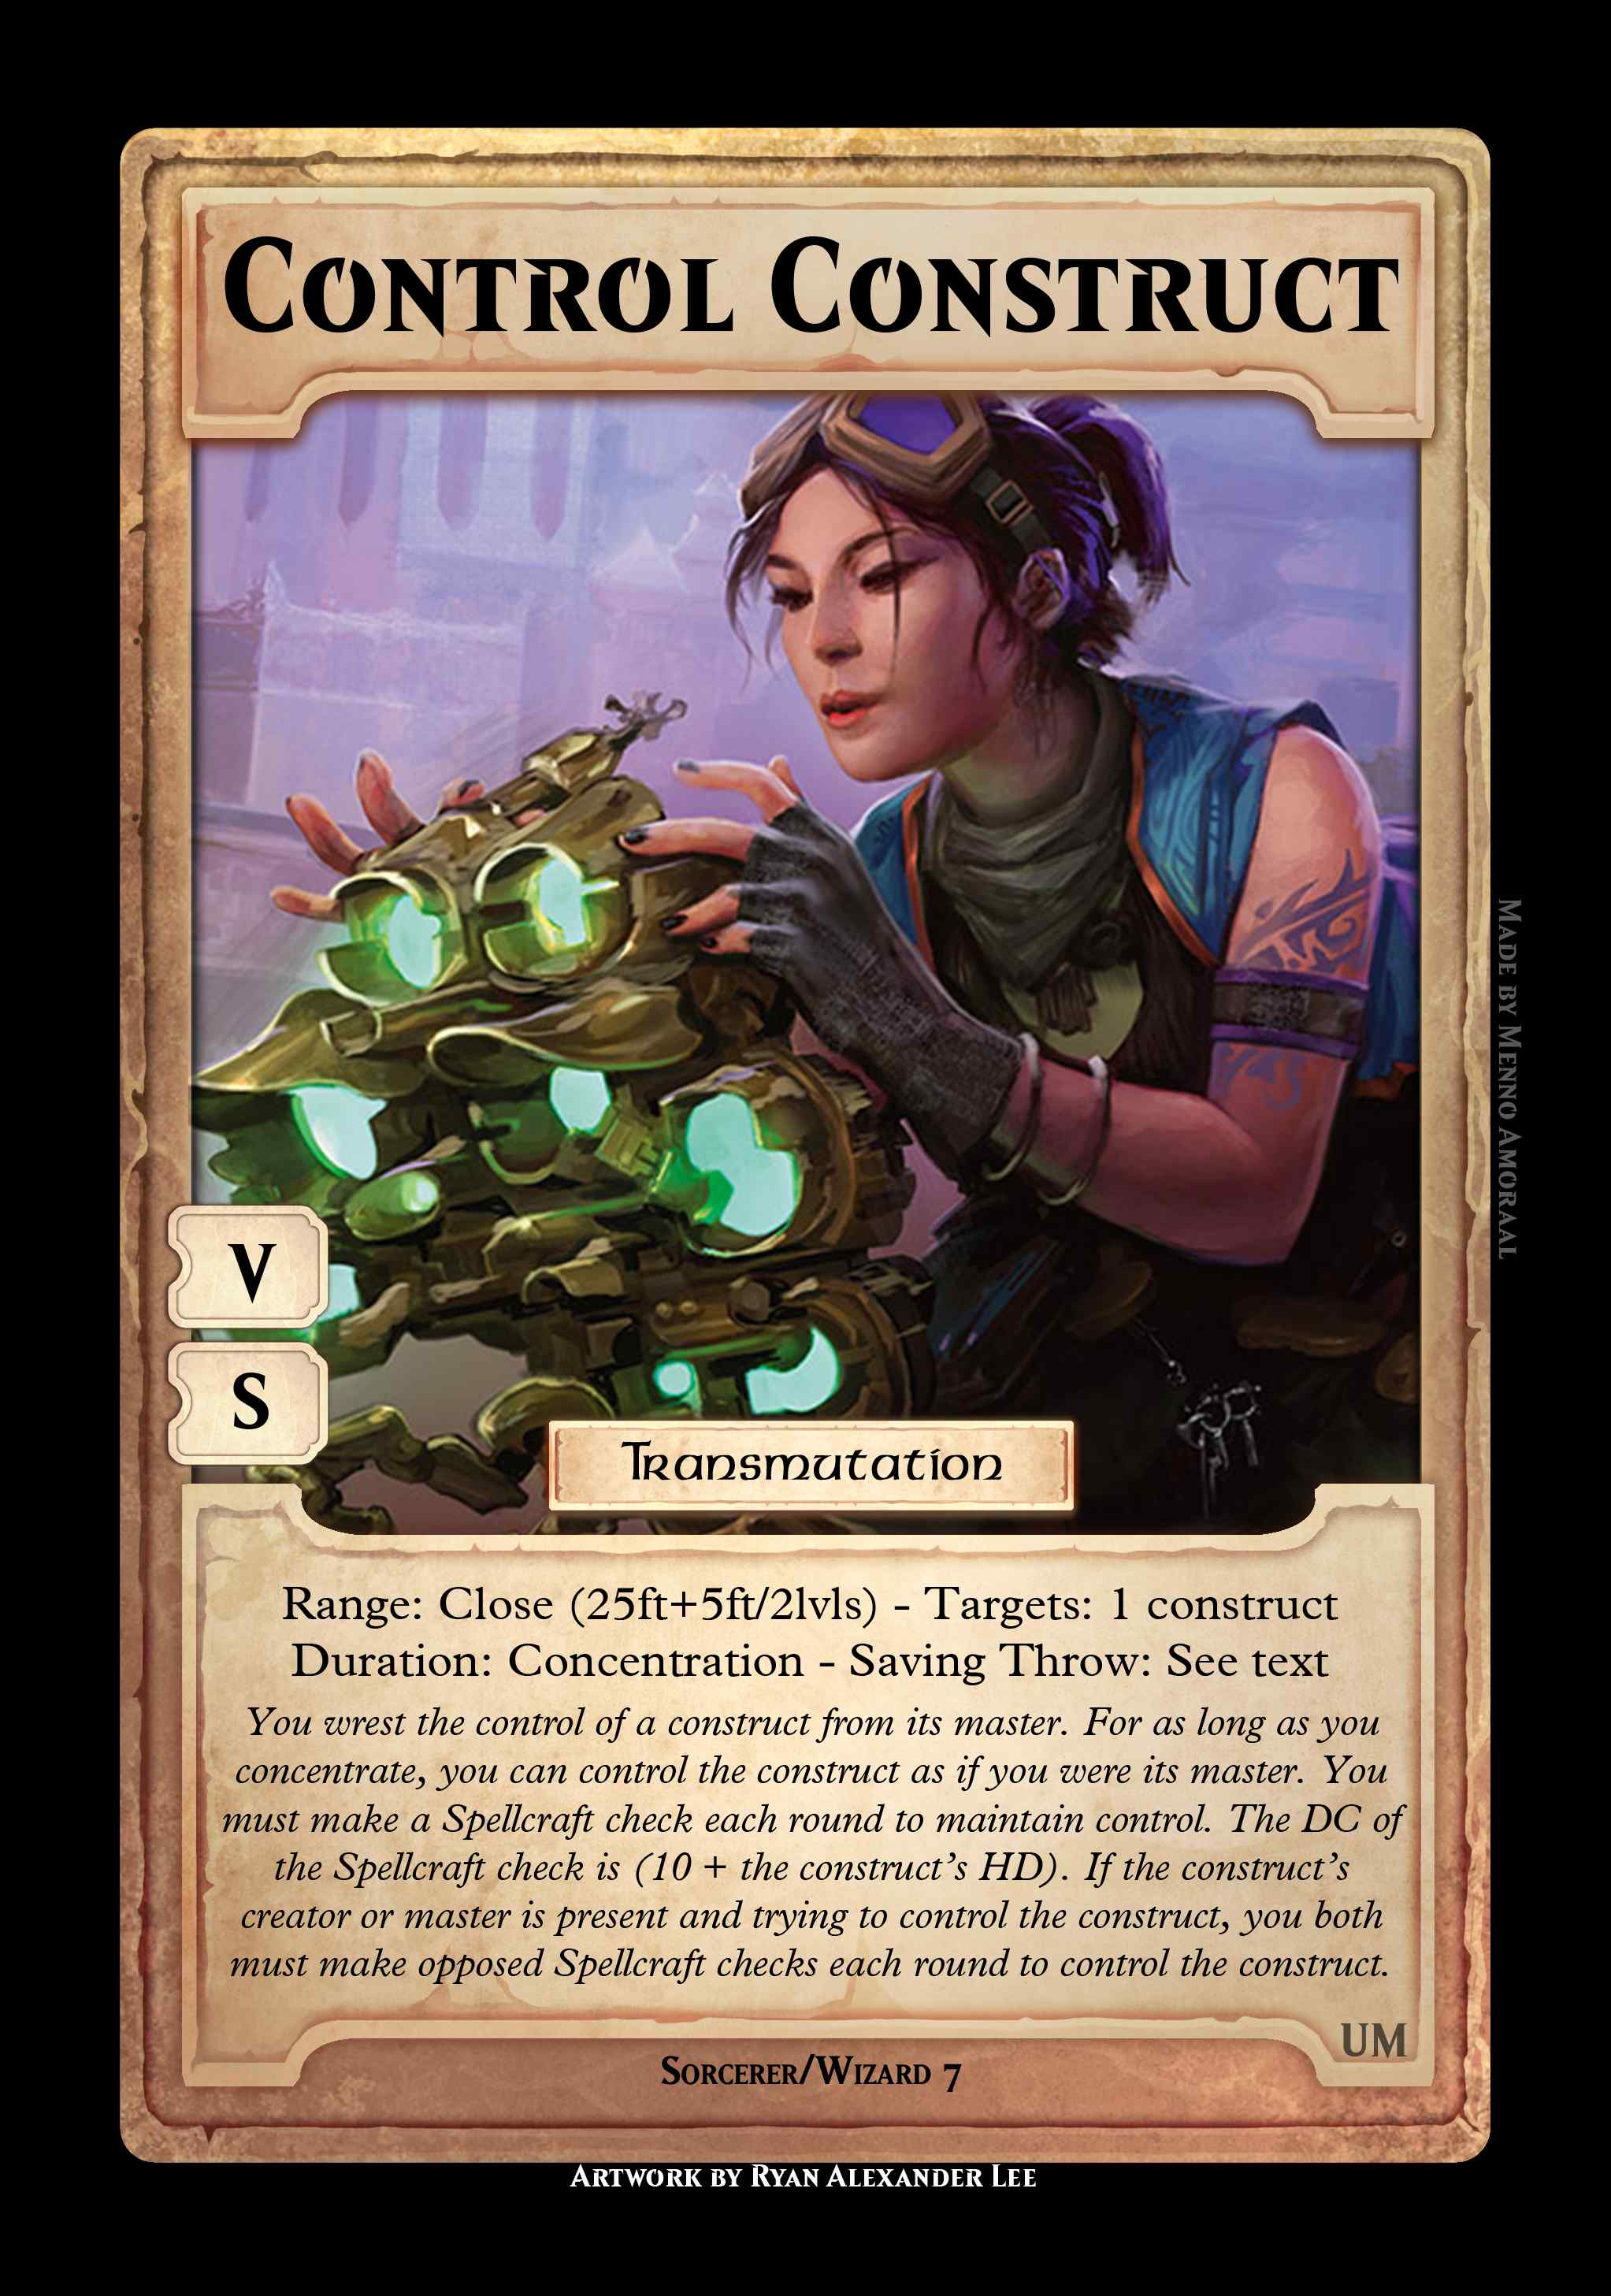 Control Construct
V
S
Transmutation
Range: Close (25ft+5ft/2lvls) - Targets: 1 construct
Duration: Concentration - Saving Throw: See text
You wrest the control of a construct from its master. For as long as you
concentrate, you can control the construct as if you were its master. You
must make a Spellcraft check each round to maintain control. The DC of
the Spellcraft check is (10 + the construct's HD). If the construct's
creator or master is present and trying to control the construct, you both
must make opposed Spellcraft checks each round to control the construct.
UM
Sorcerer/Wizard 7
Artwork by Ryan Alexander Lee
Made by Menno Amoraal